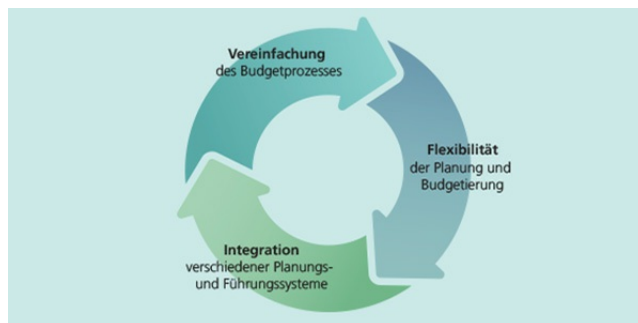 Vereinfachung
des Budgetprozesses
Flexibilität
der Planung und
Budgetierung
Integration
verschiedener Planungs-
und Führungssysteme